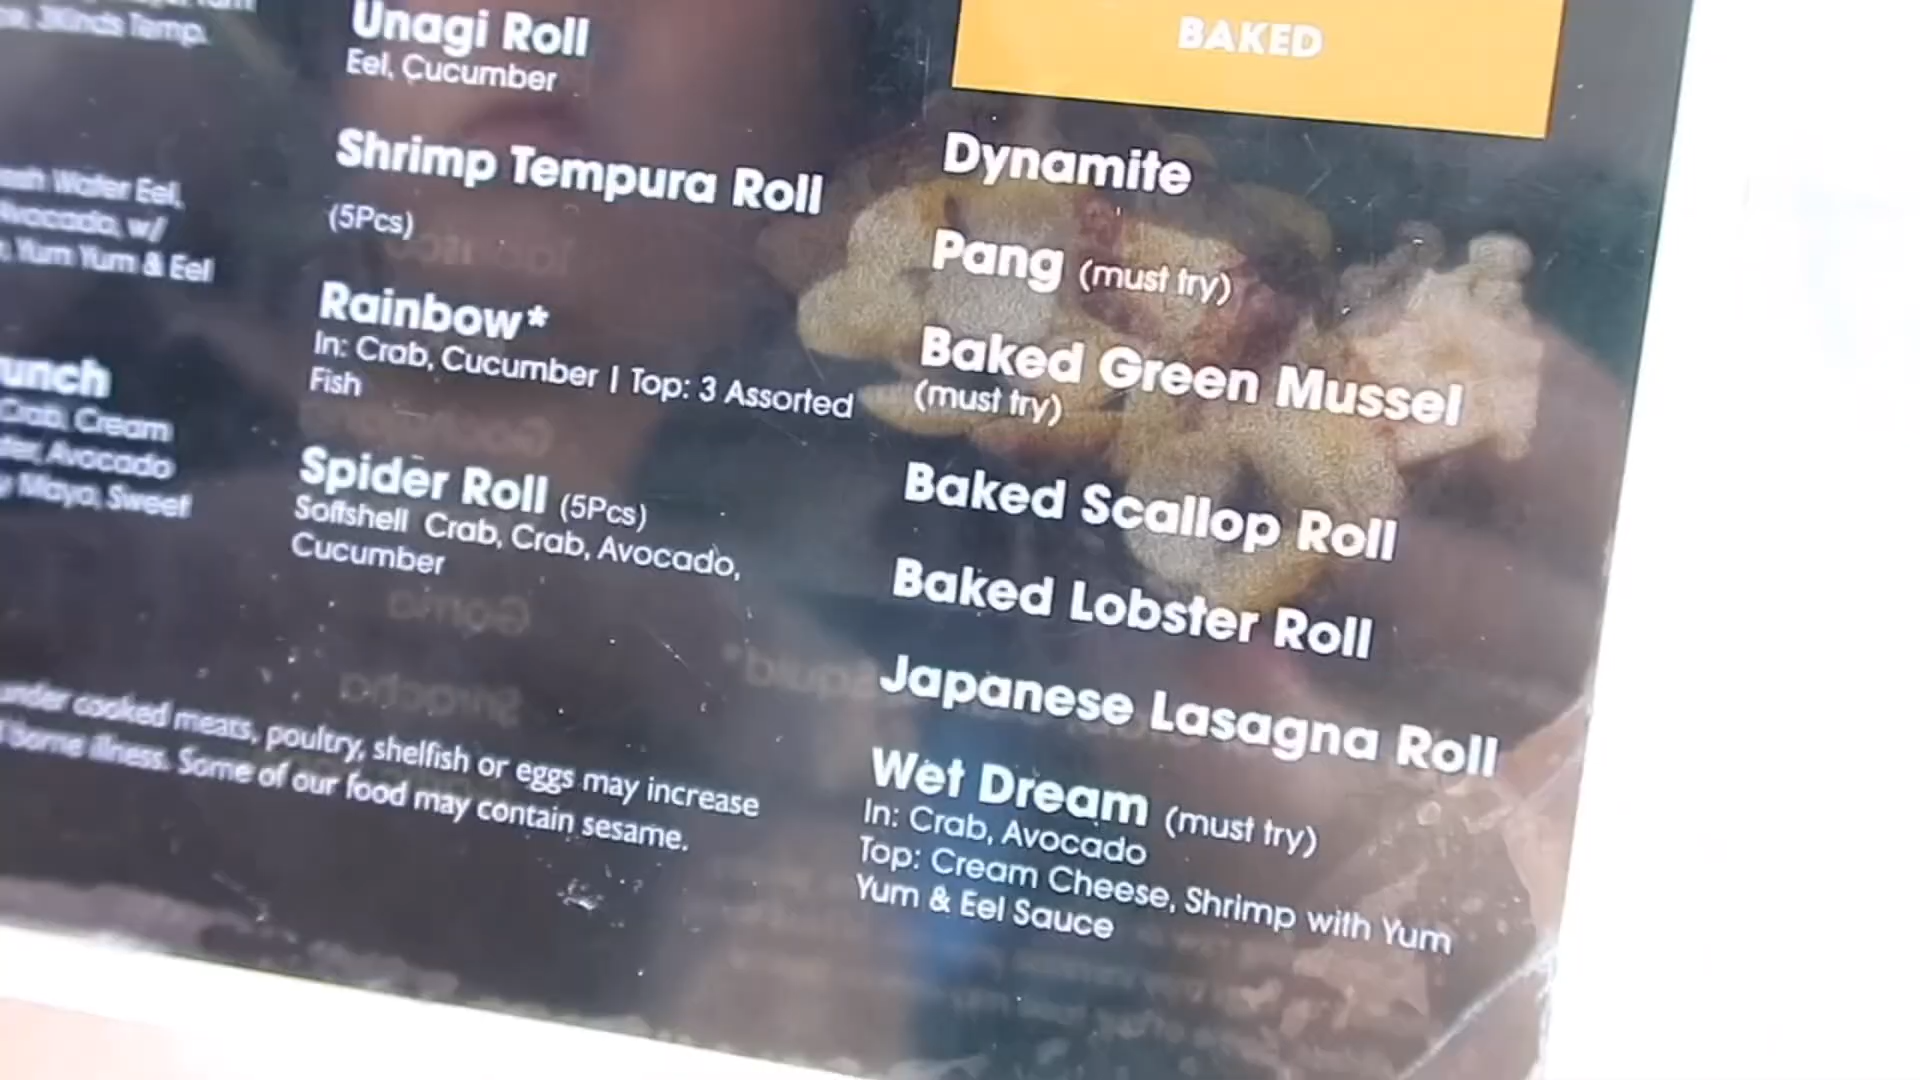 3Kinds Temp.
Water Eel,
Avocado, w/
Yum Yum & Eel
Crab, Cream
Avocado
Mayo, Sweet
Unagi Roll
Eel, Cucumber
Shrimp Tempura Roll
(5Pcs)
Rainbow*
In: Crab, Cucumber | Top: 3 Assorted
Fish
Spider Roll (5Pcs)
Softshell Crab, Crab, Avocado,
Cucumber
under cooked meats, poultry, shelfish or eggs may increase
borne illness. Some of our food may contain sesame.
BAKED
Dynamite
Pang (must try)
Baked Green Mussel
(must try)
Baked Scallop Roll
Baked Lobster Roll
Japanese Lasagna Roll
Wet Dream (must try)
In: Crab, Avocado
Top: Cream Cheese, Shrimp with Yum
Yum & Eel Sauce